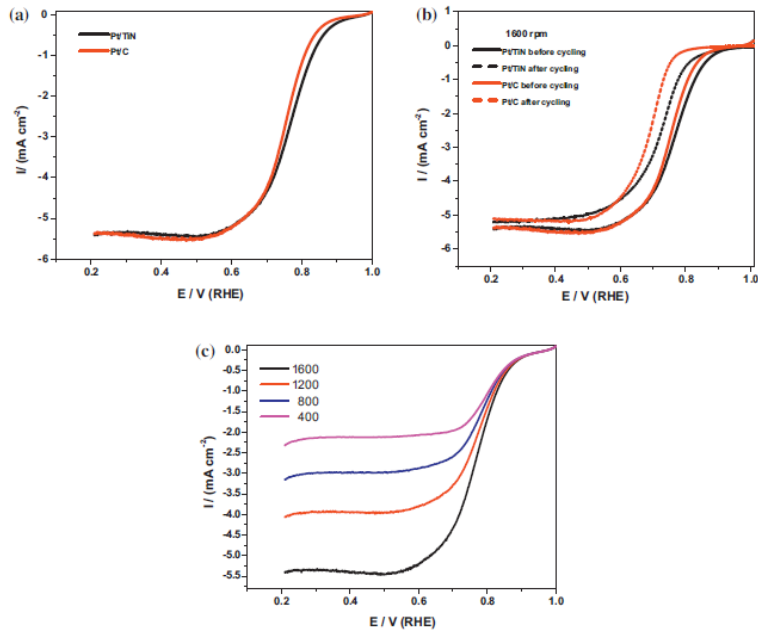 (a)
Pt/TiN
Pt/C
0
-1
-2
-3
-4
-5
-6
I/ (mA cm-2)
0.2 0.4 0.6 0.8 1.0
E / V (RHE)
(b)
1600 rpm
Pt/TiN before cycling
Pt/TiN after cycling
Pt/C before cycling
Pt/C after cycling
1
0
-1
-2
-3
-4
-5
-6
I / (mA cm-2)
0.2 0.4 0.6 0.8 1.0
E / V (RHE)
(c)
1600
1200
800
400
0.0
-0.5
-1.0
-1.5
-2.0
-2.5
-3.0
-3.5
-4.0
-4.5
-5.0
-5.5
I / (mA cm-2)
0.2 0.4 0.6 0.8 1.0
E / V (RHE)